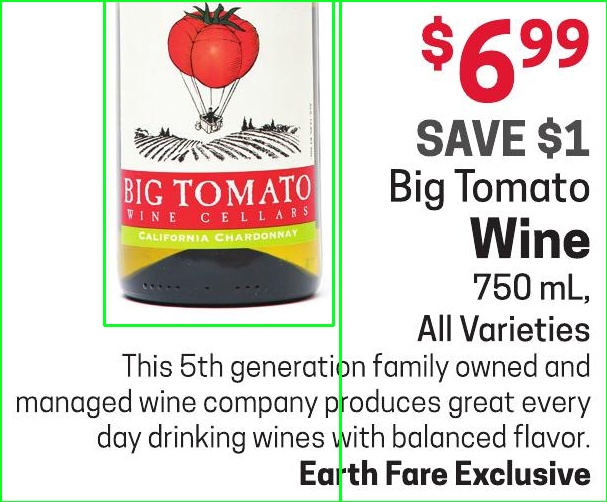 BIG TOMATO
WINE CELLARS
CALIFORNIA CHARDONNAY
$6.99
SAVE $1
Big Tomato
Wine
750 mL,
All Varieties
This 5th generation family owned and
managed wine company produces great every
day drinking wines with balanced flavor.
Earth Fare Exclusive